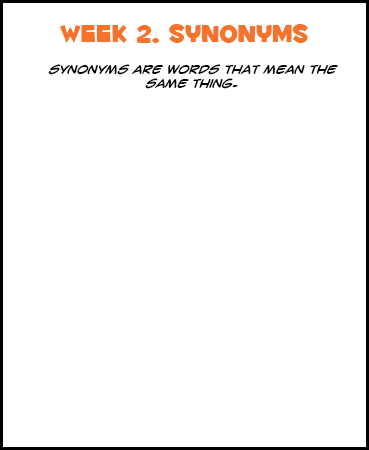 WEEK 2. SYNONYMS
SYNONYMS ARE WORDS THAT MEAN THE
SAME THING.